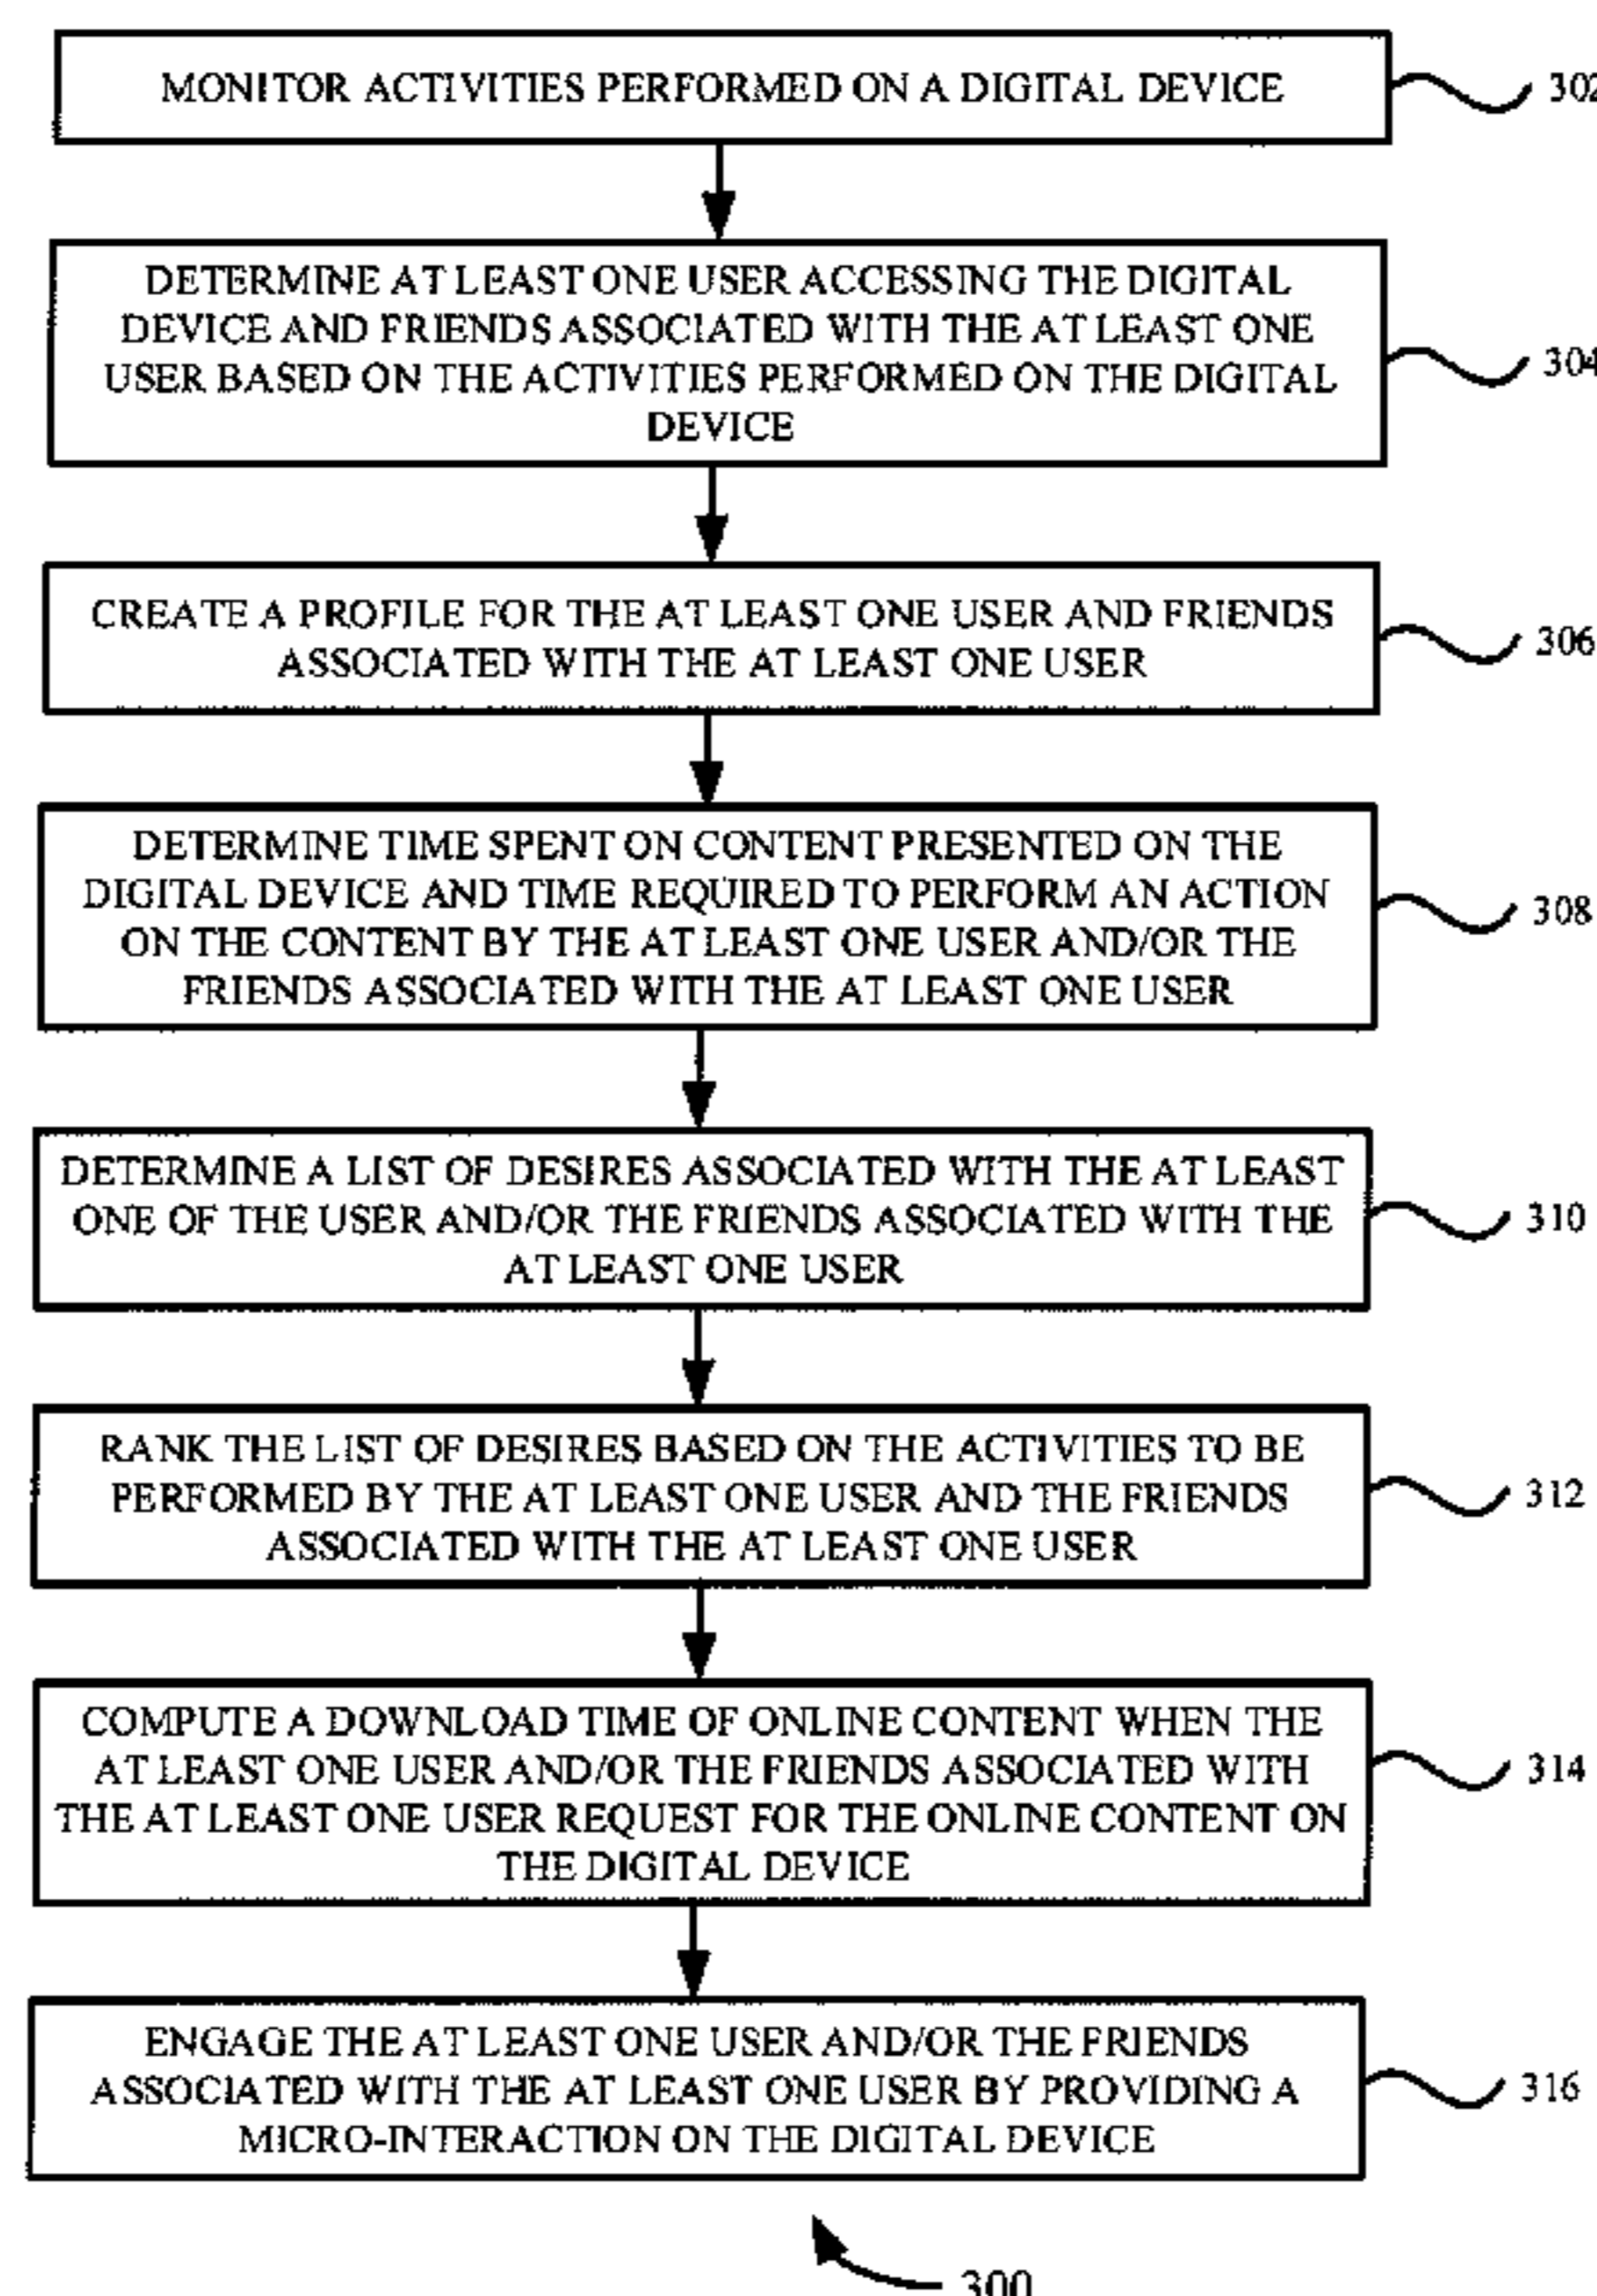 MONITOR ACTIVITIES PERFORMED ON A DIGITAL DEVICE
302
DETERMINE AT LEAST ONE USER ACCESSING THE DIGITAL
DEVICE AND FRIENDS ASSOCIATED WITH THE AT LEAST ONE
USER BASED ON THE ACTIVITIES PERFORMED ON THE DIGITAL
DEVICE
304
CREATE A PROFILE FOR THE AT LEAST ONE USER AND FRIENDS
ASSOCIATED WITH THE AT LEAST ONE USER
306
DETERMINE TIME SPENT ON CONTENT PRESENTED ON THE
DIGITAL DEVICE AND TIME REQUIRED TO PERFORM AN ACTION
ON THE CONTENT BY THE AT LEAST ONE USER AND/OR THE
FRIENDS ASSOCIATED WITH THE AT LEAST ONE USER
308
DETERMINE A LIST OF DESIRES ASSOCIATED WITH THE AT LEAST
ONE OF THE USER AND/OR THE FRIENDS ASSOCIATED WITH THE
AT LEAST ONE USER
310
RANK THE LIST OF DESIRES BASED ON THE ACTIVITIES TO BE
PERFORMED BY THE AT LEAST ONE USER AND THE FRIENDS
ASSOCIATED WITH THE AT LEAST ONE USER
312
COMPUTE A DOWNLOAD TIME OF ONLINE CONTENT WHEN THE
AT LEAST ONE USER AND/OR THE FRIENDS ASSOCIATED WITH
THE AT LEAST ONE USER REQUEST FOR THE ONLINE CONTENT ON
THE DIGITAL DEVICE
314
ENGAGE THE AT LEAST ONE USER AND/OR THE FRIENDS
ASSOCIATED WITH THE AT LEAST ONE USER BY PROVIDING A
MICRO-INTERACTION ON THE DIGITAL DEVICE
316
300